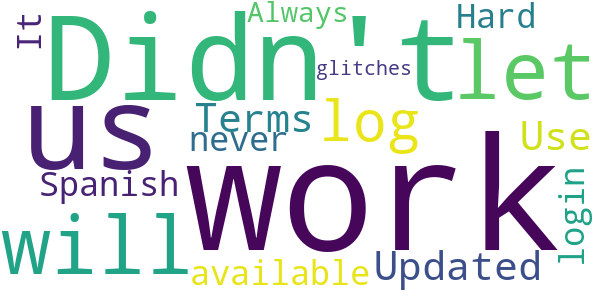 Always
Hard
It
Didn't
let
glitches
us
Terms
log
never
Use
work
Spanish
login
will
available
Updated